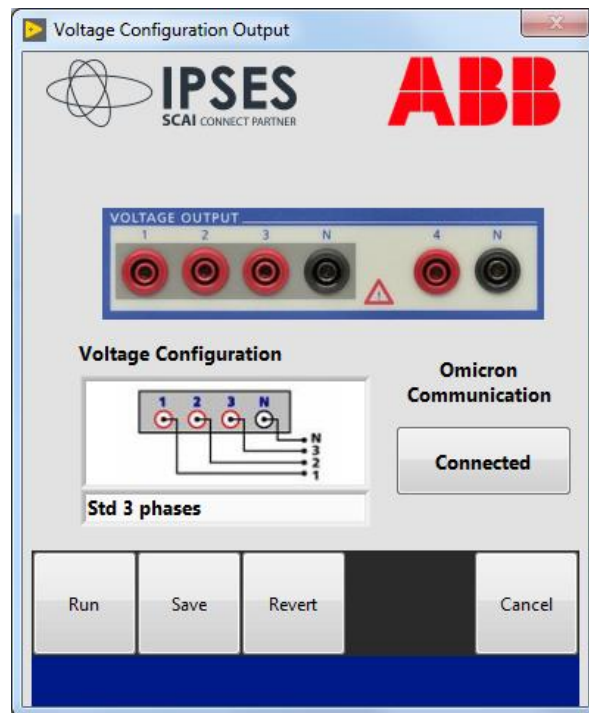 Voltage Configuration Output
IPSES
SCAI CONNECT PARTNER
ABB
VOLTAGE OUTPUT
1 2 3 N 4 N
Voltage Configuration
1 2 3 N
N
3
2
1
Std 3 phases
Omicron
Communication
Connected
Run Save Revert Cancel